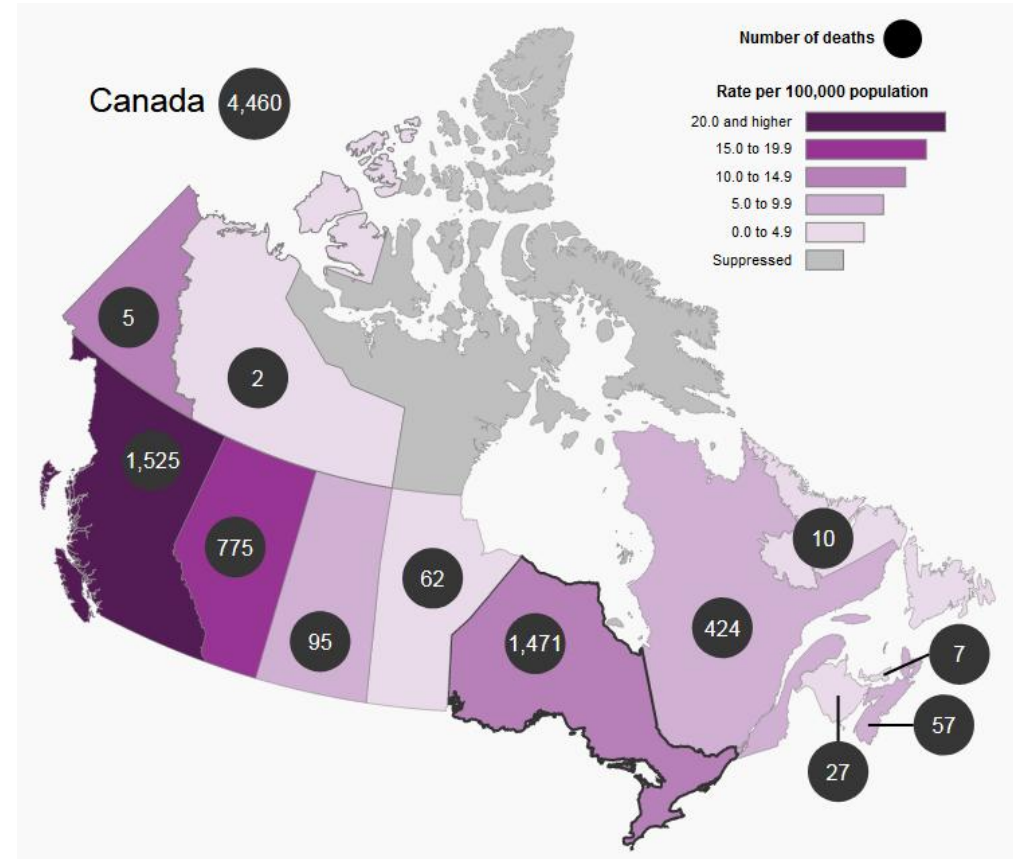 Number of deaths
Canada 4,460
Rate per 100,000 population
20.0 and higher
15.0 to 19.9
10.0 to 14.9
5.0 to 9.9
0.0 to 4.9
Suppressed
5
2
1,525
775
95
62
1,471
424
10
7
57
27